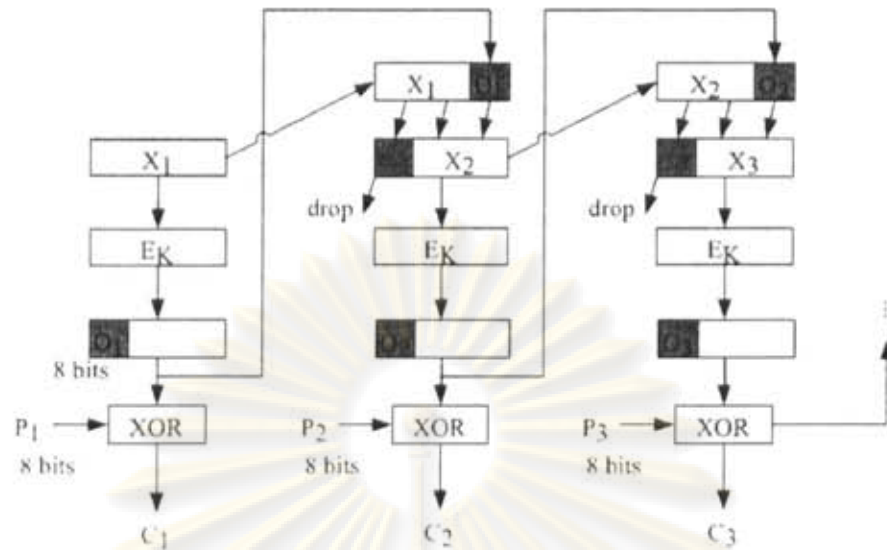 X1 O1
X2 O2
X1
X2
X3
drop
drop
EK
EK
EK
O1
O2
O3
8 bits
P1 XOR
P2 XOR
P3 XOR
8 bits
8 bits
8 bits
C1
C2
C3